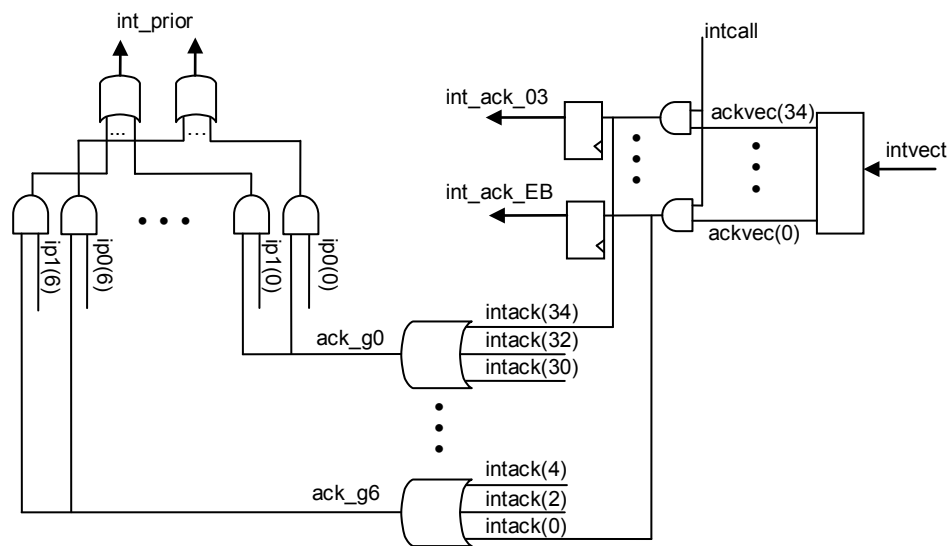 int_prior
intcall
int_ack_03
ackvec(34)
intvect
int_ack_EB
ackvec(0)
ip1(6)
ip0(6)
ip1(0)
ip0(0)
intack(34)
ack_g0
intack(32)
intack(30)
intack(4)
ack_g6
intack(2)
intack(0)